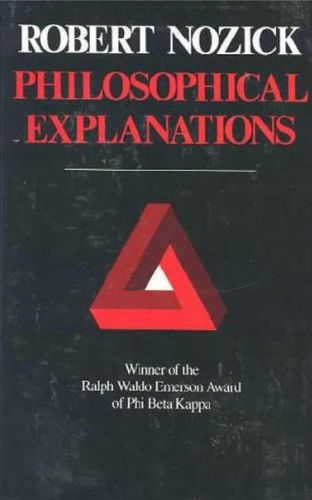 ROBERT NOZICK
PHILOSOPHICAL
EXPLANATIONS
Winner of the
Ralph Waldo Emerson Award
of Phi Beta Kappa